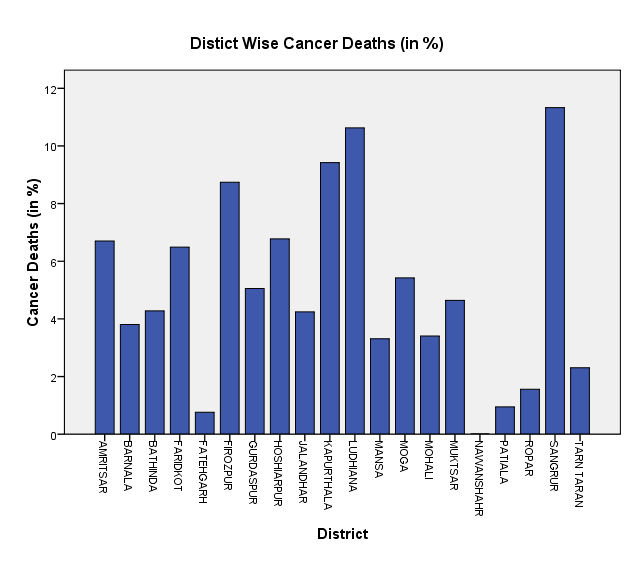 Distict Wise Cancer Deaths (in %)
Cancer Deaths (in %)
12
10
8
6
4
2
0
AMRITSAR
BARNALA
BATHINDA
FARIDKOT
FATEHGARH
FIROZPUR
GURDASPUR
HOSHIARPUR
JALANDHAR
KAPURTHALA
LUDHIANA
MANSA
MOGA
MOHALI
MUKTSAR
NAWANSHAHR
PATIALA
ROPAR
SANGRUR
TARN TARAN
District